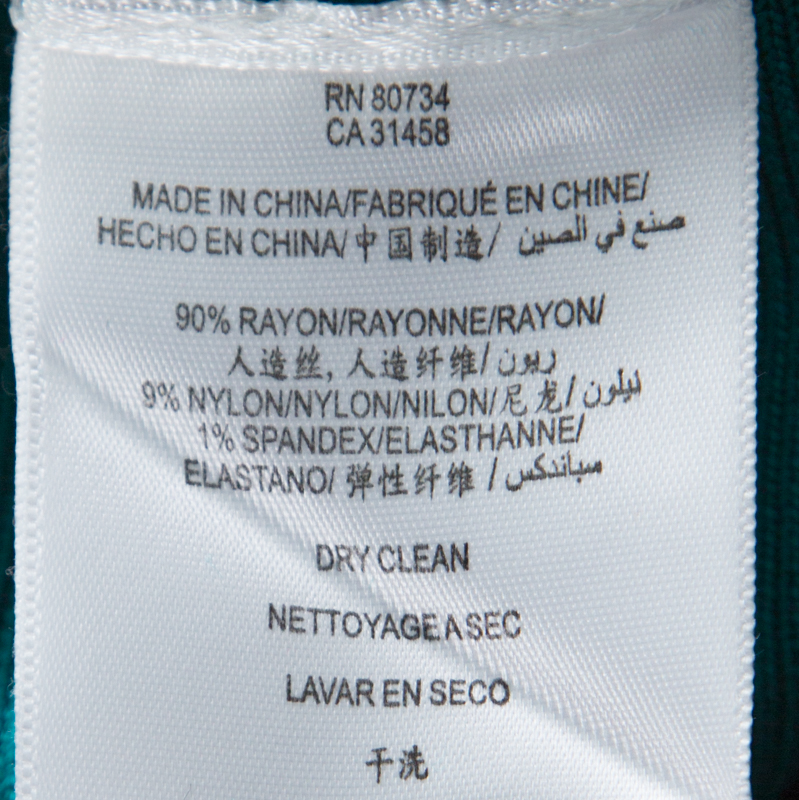 RN 80734
CA 31458
MADE IN CHINA/FABRIQUÉ EN CHINE/
HECHO EN CHINA/中国制造/ صنع في الصين
90% RAYON/RAYONNE/RAYON/
人造丝, 人造纤维/ ريون
9% NYLON/NYLON/NILON/尼龙/ نيلون
1% SPANDEX/ELASTHANNE/
ELASTANO/ 弹性纤维 / سباندكس
DRY CLEAN
NETTOYAGE A SEC
LAVAR EN SECO
干洗